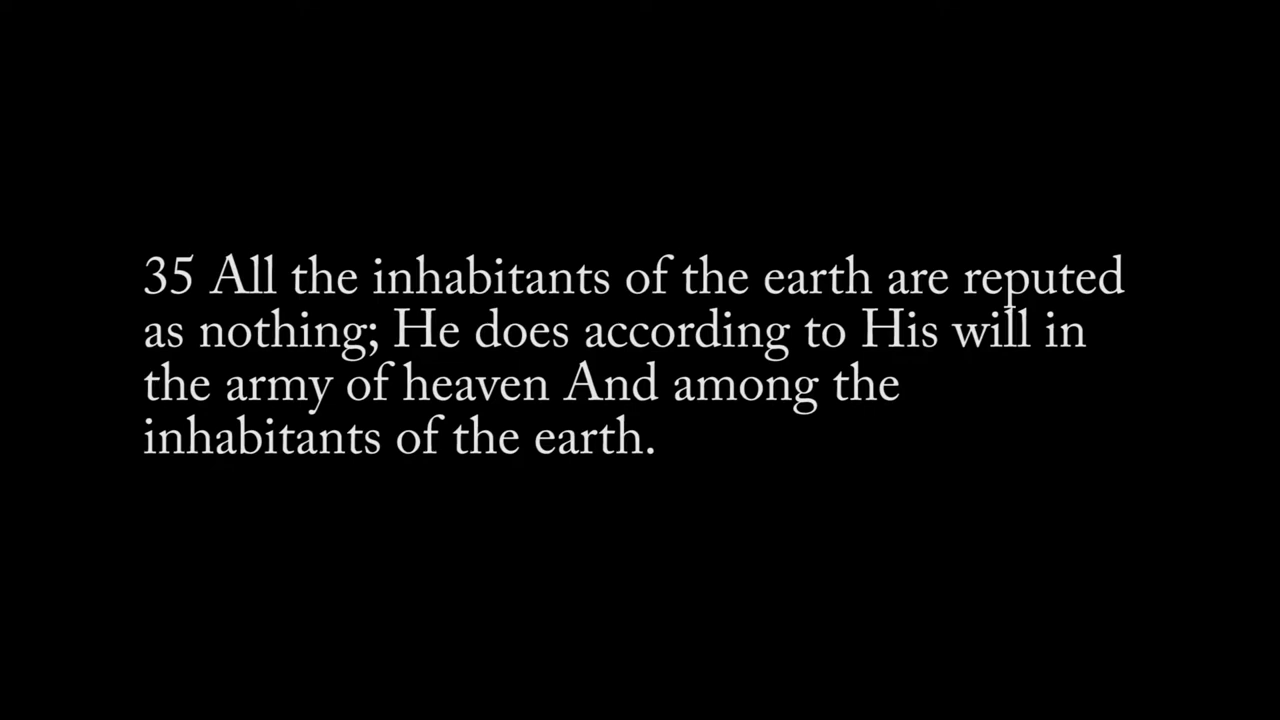 35 All the inhabitants of the earth are reputed
as nothing; He does according to His will in
the army of heaven And among the
inhabitants of the earth.